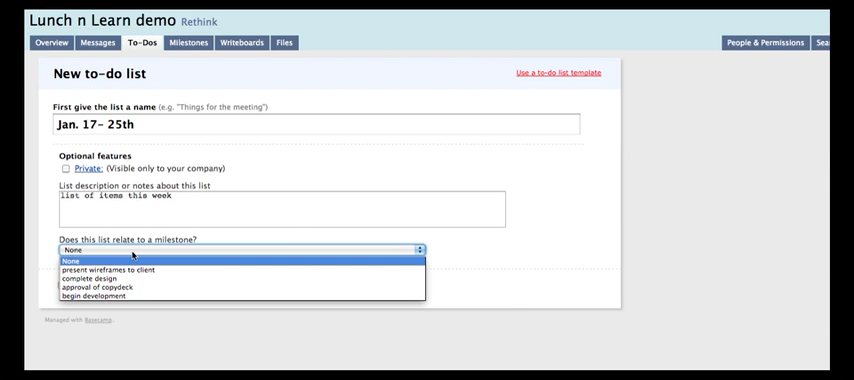 Lunch n Learn demo Rethink
Overview Messages To-Dos Milestones Writeboards Files People & Permissions
New to-do list Use a to-do list template
First give the list a name (e.g. "Things for the meeting)
Jan. 17- 25th
Optional features
Private: (Visible only to your company)
List description or notes about this list
list of items this week
Does this list relate to a milestone?
None
None
present wireframes to client
complete design
approval of copydeck
begin development
Managed with Basecamp.